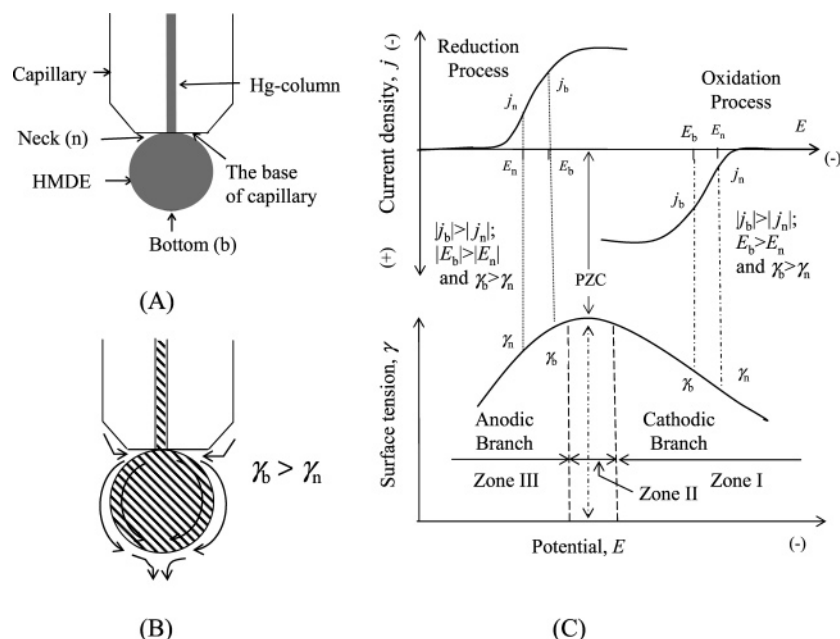 (A)
Capillary
Hg-column
Neck (n)
HMDE
The base
of capillary
Bottom (b)
(A)
γb > γn
(B)
Current density, j (-)
(+)
Reduction
Process
jn
jb
Oxidation
Process
En
Eb
Eb
En
E
(-)
jb
jn
|jb|>|jn|;
|Eb|>|En|
and γb>γn
PZC
|jb|>|jn|;
Eb>En
and γb>γn
Surface tension, γ
γn
γb
γb
γn
Anodic
Branch
Cathodic
Branch
Zone III
Zone II
Zone I
Potential, E
(-)
(C)